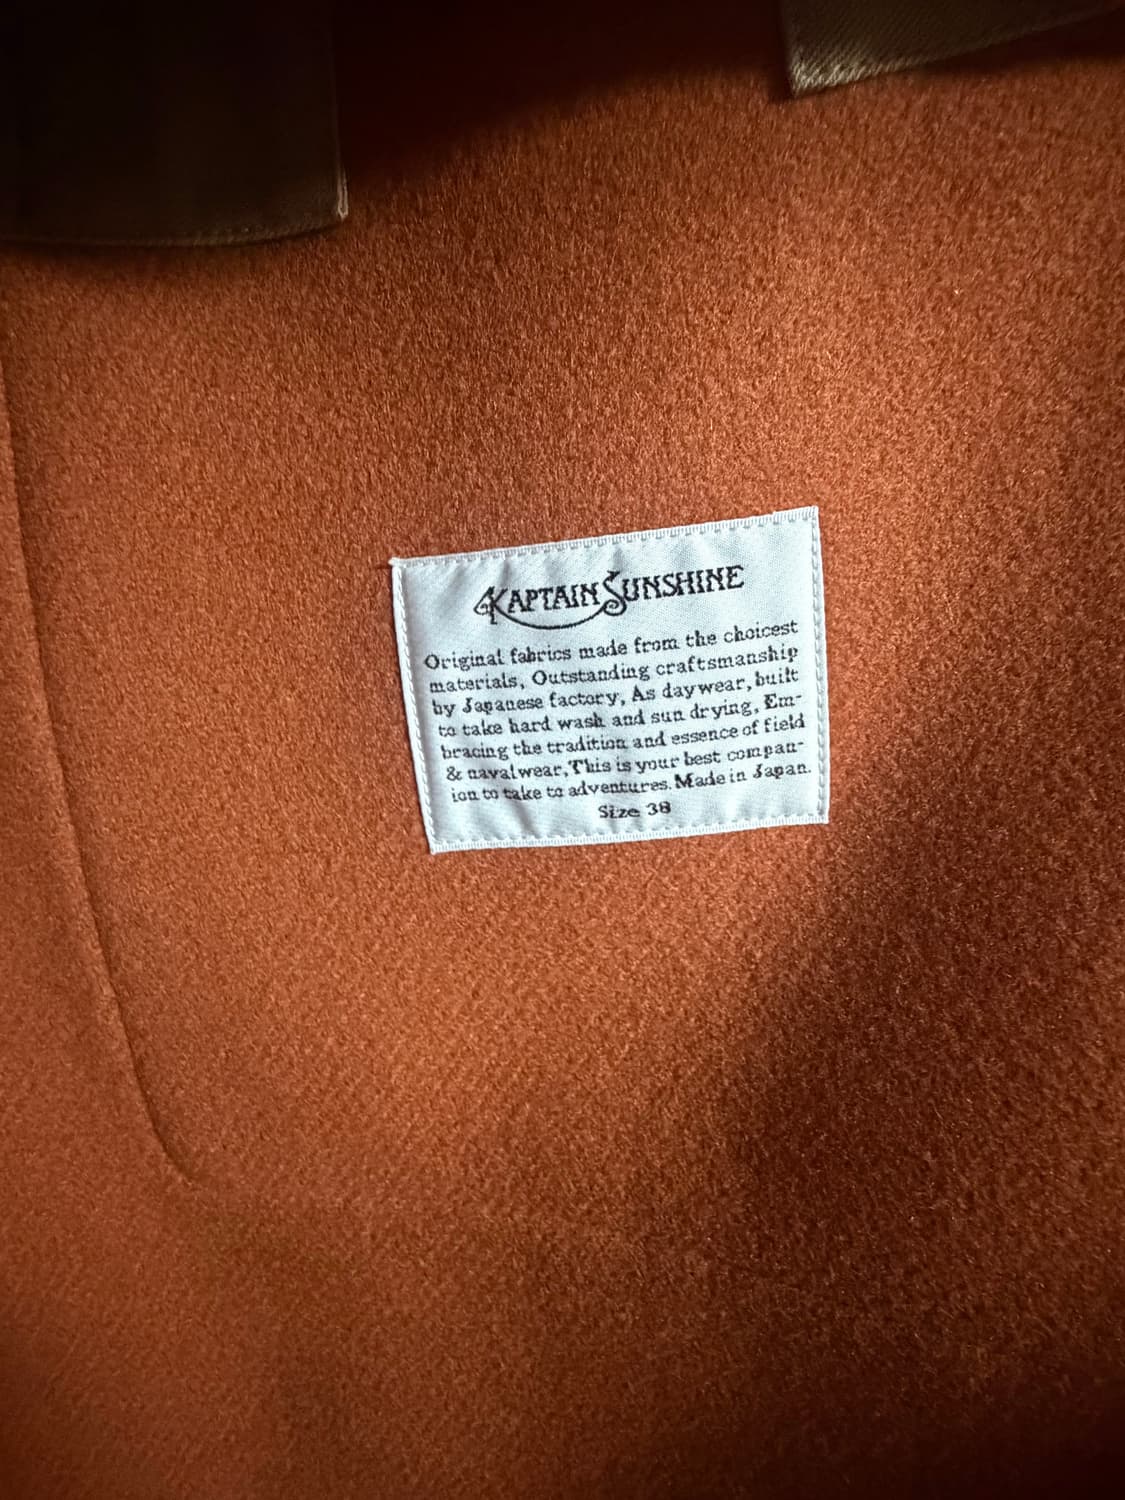 KAPTAIN SUNSHINE
Original fabrics made from the choicest
materials, Outstanding craftsmanship
by Japanese factory, As daywear, built
to take hard wash and sun drying, Em-
bracing the tradition and essence of field
& navalwear, This is your best compan-
ion to take to adventures. Made in Japan.
Size 38